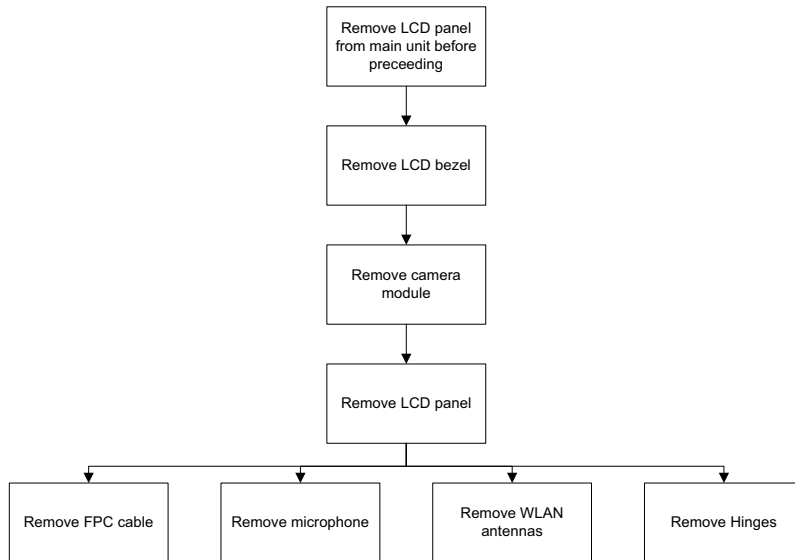 Remove LCD panel
from main unit before
preceeding
Remove LCD bezel
Remove camera
module
Remove LCD panel
Remove FPC cable
Remove microphone
Remove WLAN
antennas
Remove Hinges